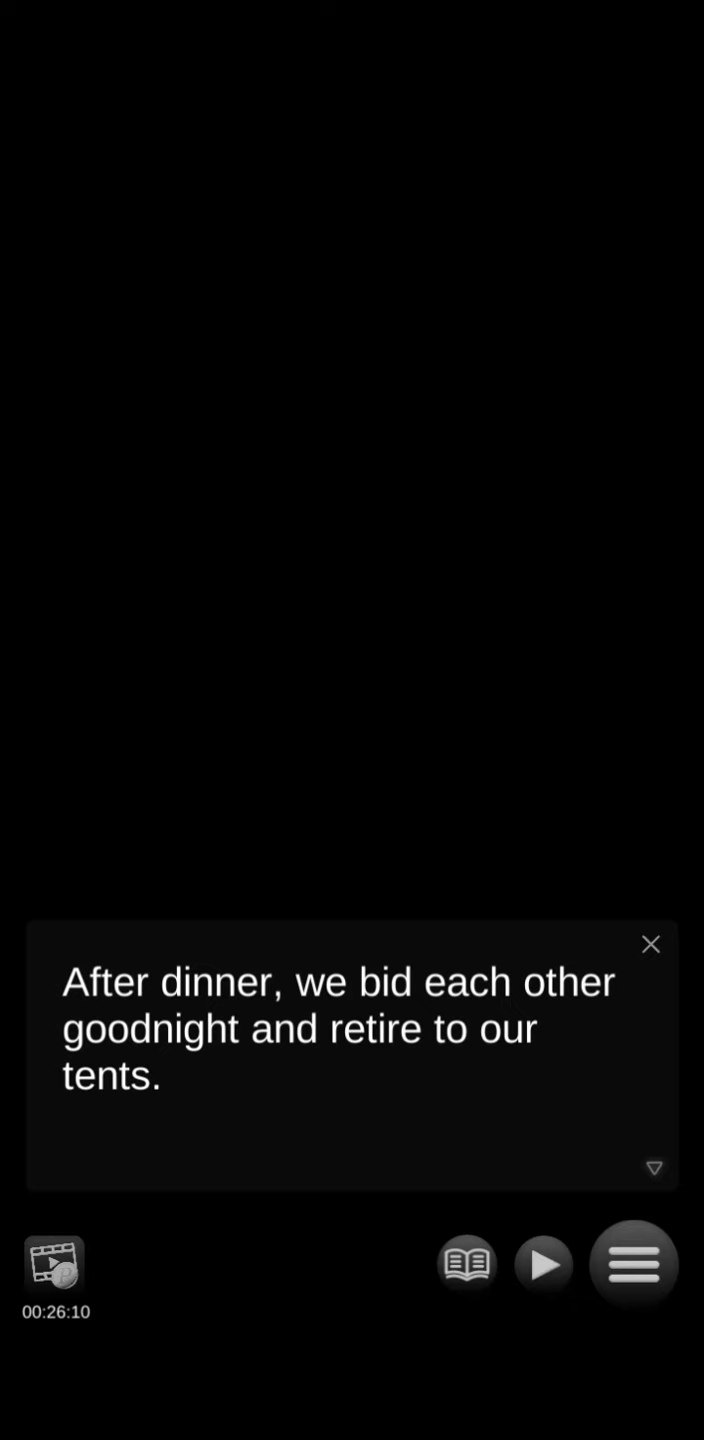 After dinner, we bid each other
goodnight and retire to our
tents.
P
00:26:10